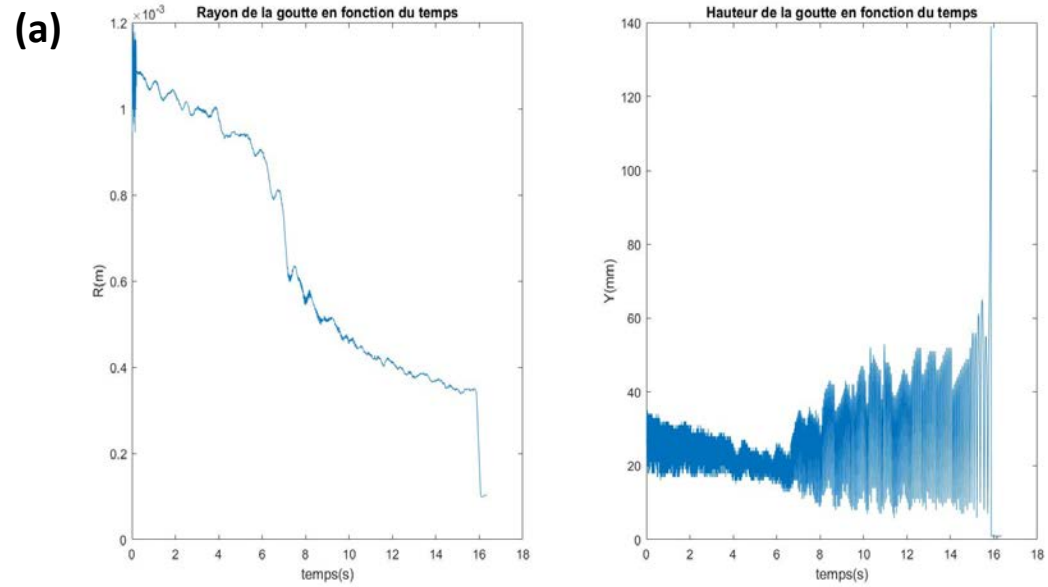 (a)
Rayon de la goutte en fonction du temps
×10⁻³
1.2
1
0.8
0.6
0.4
0.2
0
R(m)
0 2 4 6 8 10 12 14 16 18
temps(s)
Hauteur de la goutte en fonction du temps
140
120
100
80
60
40
20
0
Y(mm)
0 2 4 6 8 10 12 14 16 18
temps(s)